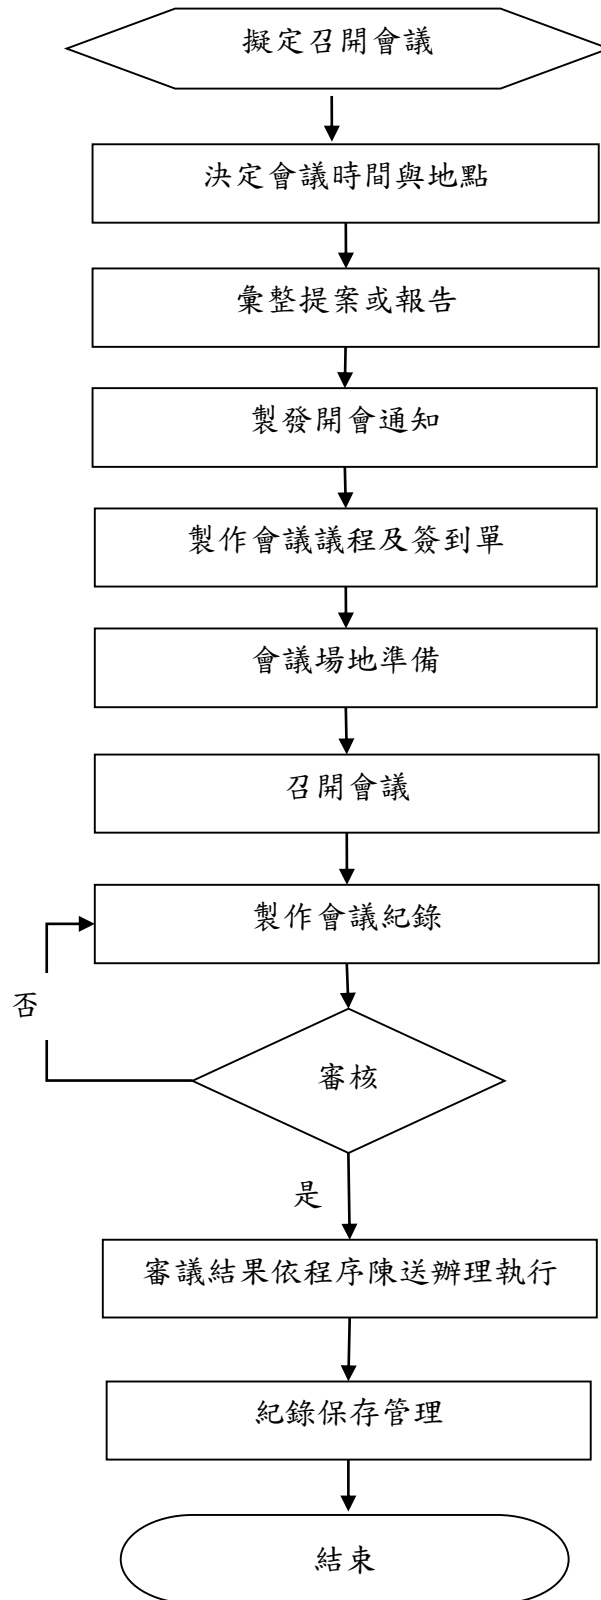 擬定召開會議
決定會議時間與地點
彙整提案或報告
製發開會通知
製作會議議程及簽到單
會議場地準備
召開會議
製作會議紀錄
否
審核
是
審議結果依程序陳送辦理執行
紀錄保存管理
結束